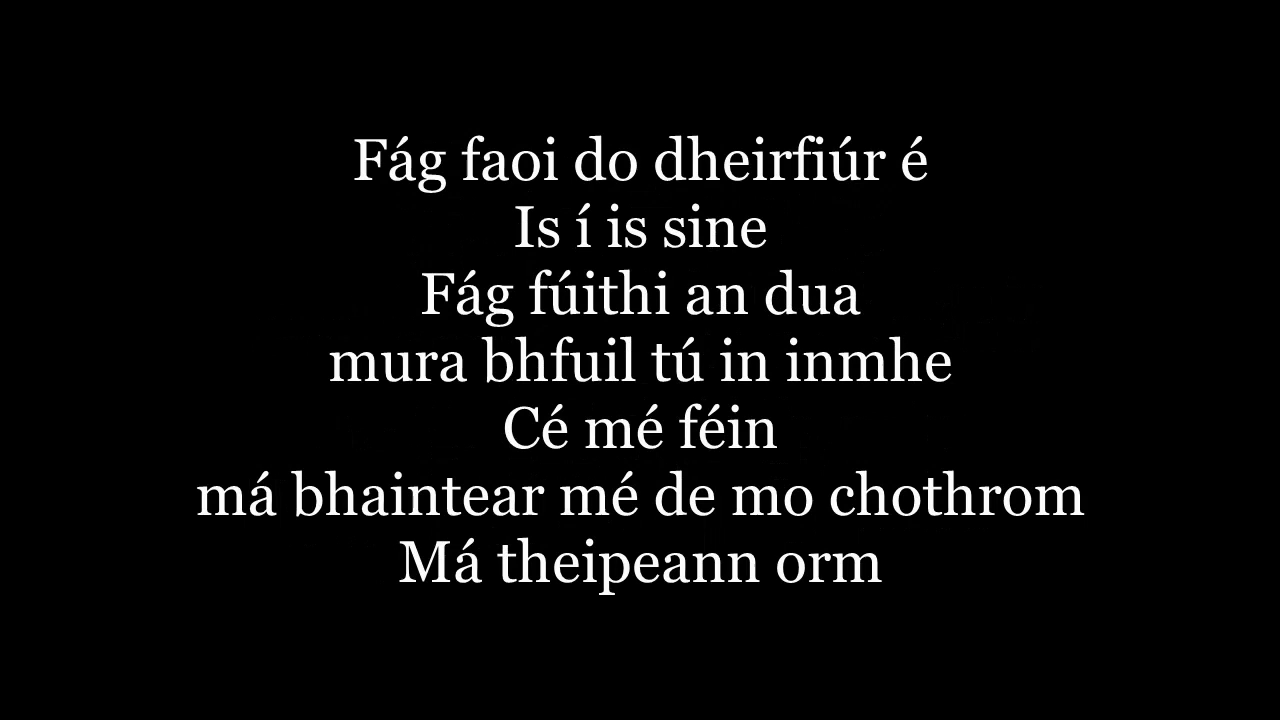 Fág faoi do dheirfiúr é
Is í is sine
Fág fúithi an dua
mura bhfuil tú in inmhe
Cé mé féin
má bhaintear mé de mo chothrom
Má theipeann orm